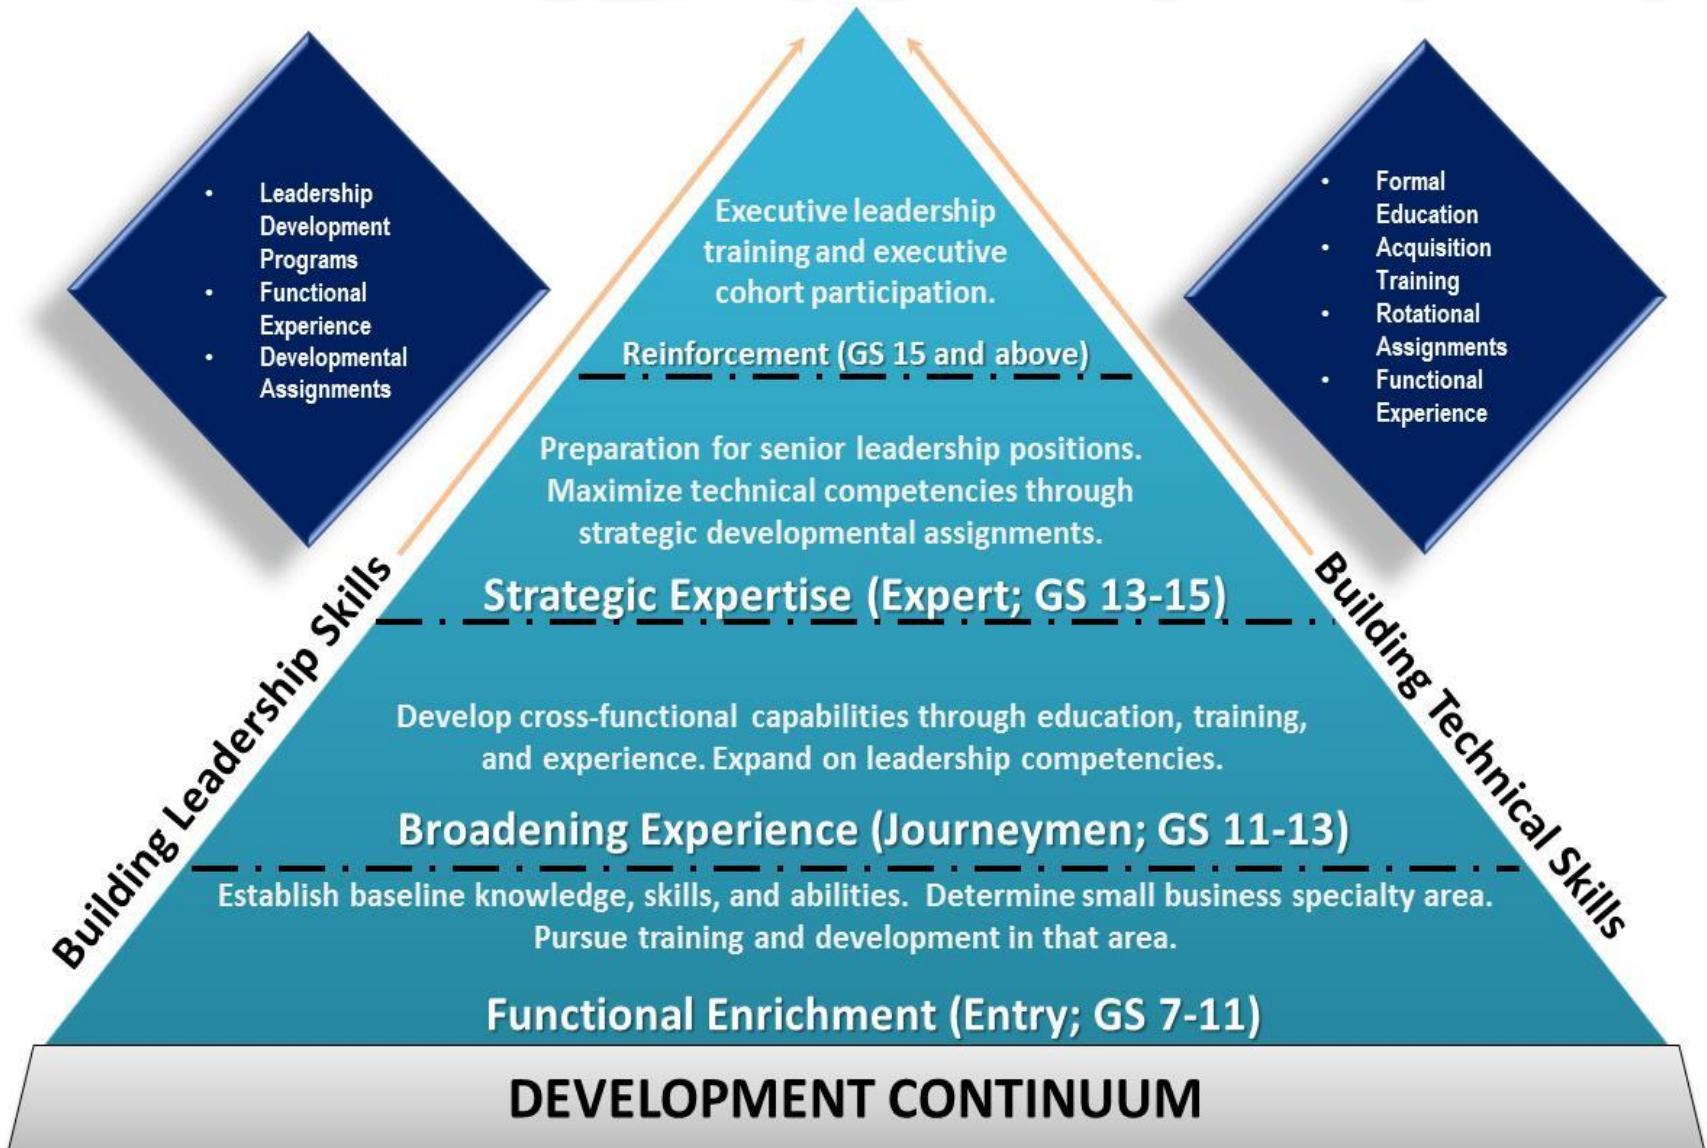 • Leadership
Development
Programs
• Functional
Experience
• Developmental
Assignments
Building Leadership Skills
Executive leadership
training and executive
cohort participation.
Reinforcement (GS 15 and above)
Preparation for senior leadership positions.
Maximize technical competencies through
strategic developmental assignments.
Strategic Expertise (Expert; GS 13-15)
Develop cross-functional capabilities through education, training,
and experience. Expand on leadership competencies.
Broadening Experience (Journeymen; GS 11-13)
Establish baseline knowledge, skills, and abilities. Determine small business specialty area.
Pursue training and development in that area.
Functional Enrichment (Entry; GS 7-11)
• Formal
Education
• Acquisition
Training
• Rotational
Assignments
• Functional
Experience
Building Technical Skills
DEVELOPMENT CONTINUUM